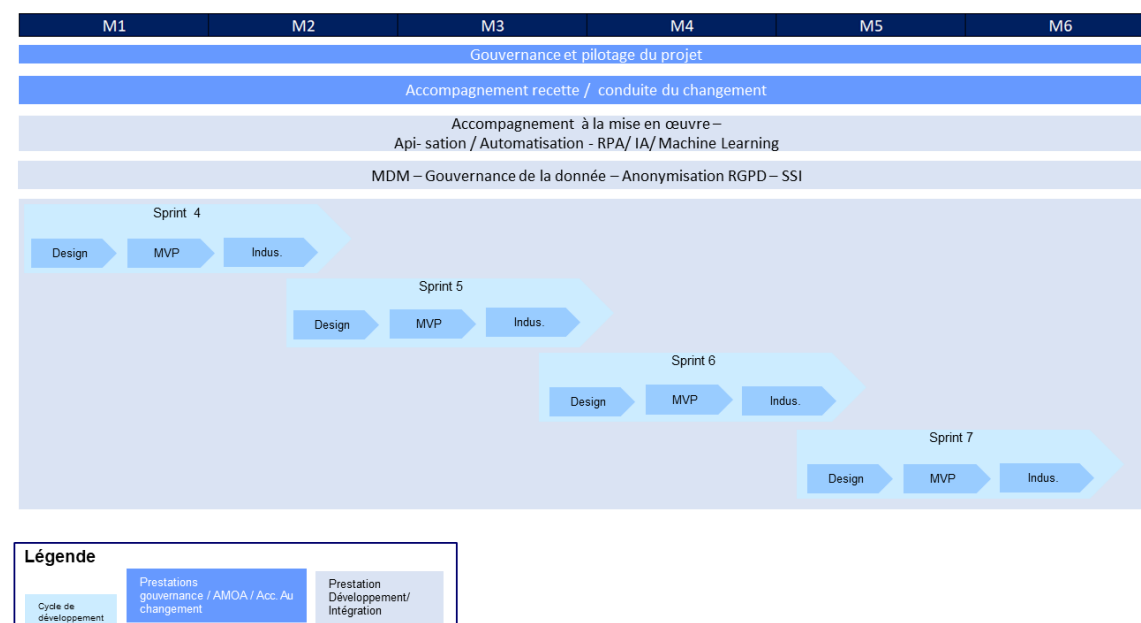 M1 M2 M3 M4 M5 M6
Gouvernance et pilotage du projet
Accompagnement recette / conduite du changement
Accompagnement à la mise en œuvre –
Api- sation / Automatisation - RPA/ IA/ Machine Learning
MDM – Gouvernance de la donnée – Anonymisation RGPD – SSI
Sprint 4
Design MVP Indus.
Sprint 5
Design MVP Indus.
Sprint 6
Design MVP Indus.
Sprint 7
Design MVP Indus.
Légende
Cycle de
développement
Prestations
gouvernance / AMOA / Acc. Au
changement
Prestation
Développement/
Intégration